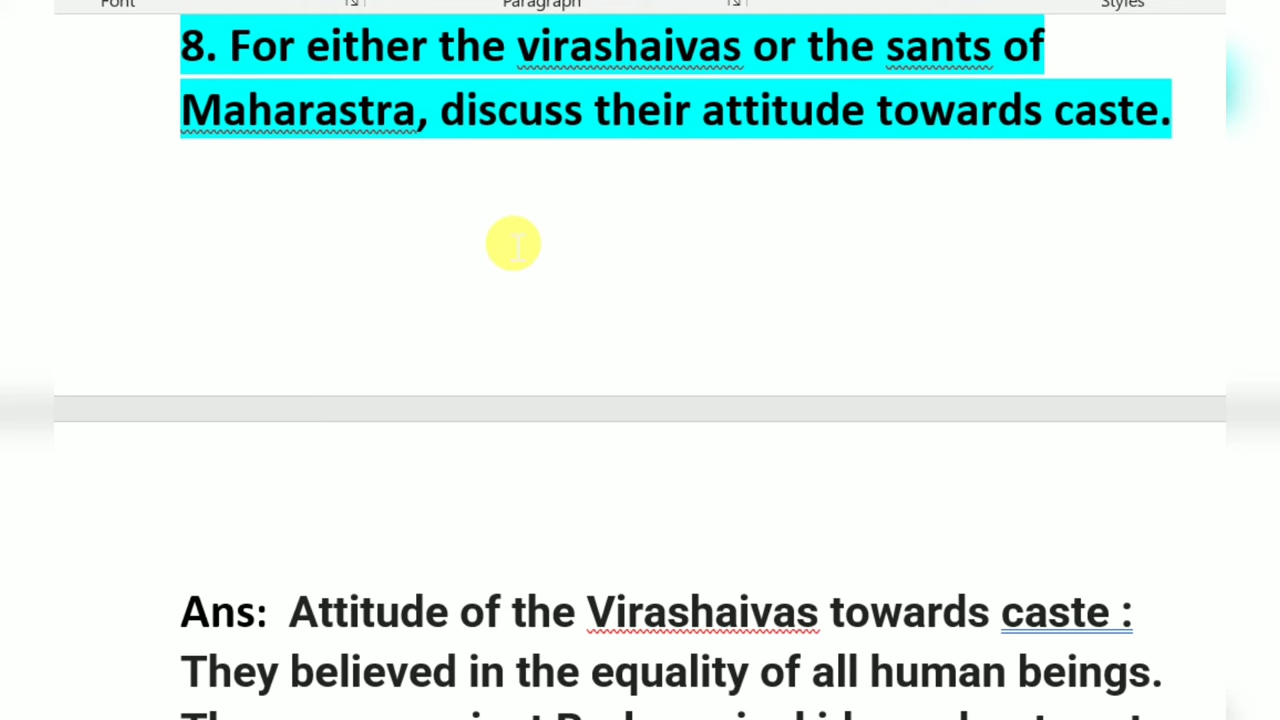 Font Paragraph Styles
8. For either the virashaivas or the sants of
Maharastra, discuss their attitude towards caste.
Ans: Attitude of the Virashaivas towards caste :
They believed in the equality of all human beings.